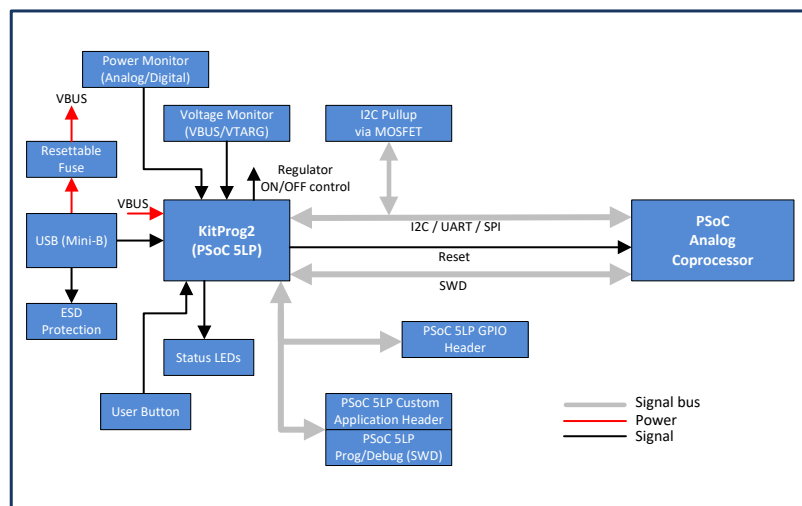 Power Monitor
(Analog/Digital)
VBUS
Voltage Monitor
(VBUS/VTARG)
I2C Pullup
via MOSFET
Resettable
Fuse
Regulator
ON/OFF control
VBUS
USB (Mini-B)
KitProg2
(PSoC 5LP)
I2C / UART / SPI
PSoC
Analog
Coprocessor
Reset
SWD
ESD
Protection
Status LEDs
PSoC 5LP GPIO
Header
User Button
PSoC 5LP Custom
Application Header
PSoC 5LP
Prog/Debug (SWD)
Signal bus
Power
Signal